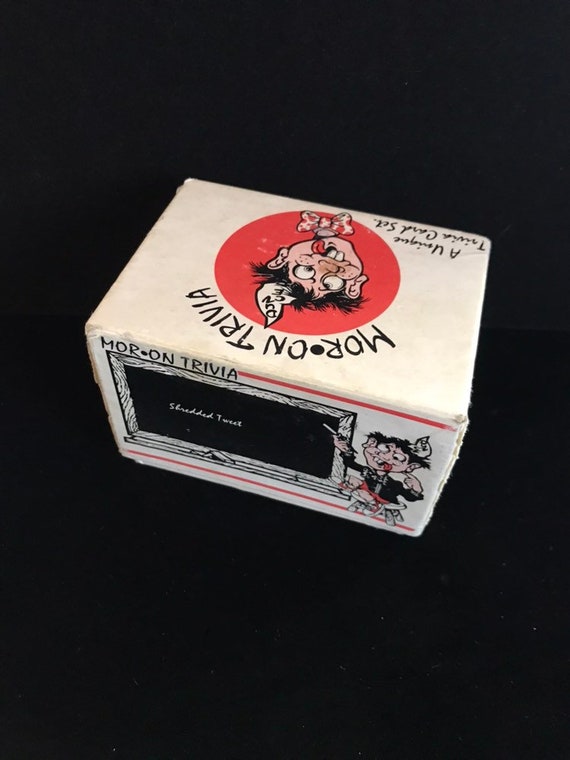 A Unique
Trivia Card Set.
MOR•ON TRIVIA
MOR•ON TRIVIA
Shredded Tweet